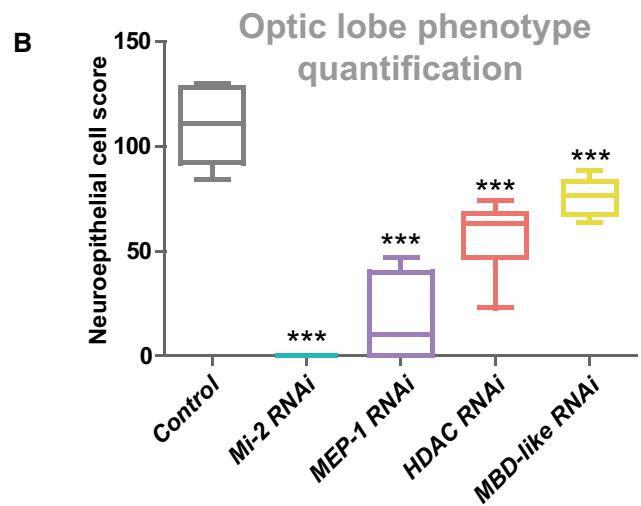 B
Optic lobe phenotype
quantification
Neuroepithelial cell score
150
100
50
0
***
***
***
***
Control
Mi-2 RNAi
MEP-1 RNAi
HDAC RNAi
MBD-like RNAi